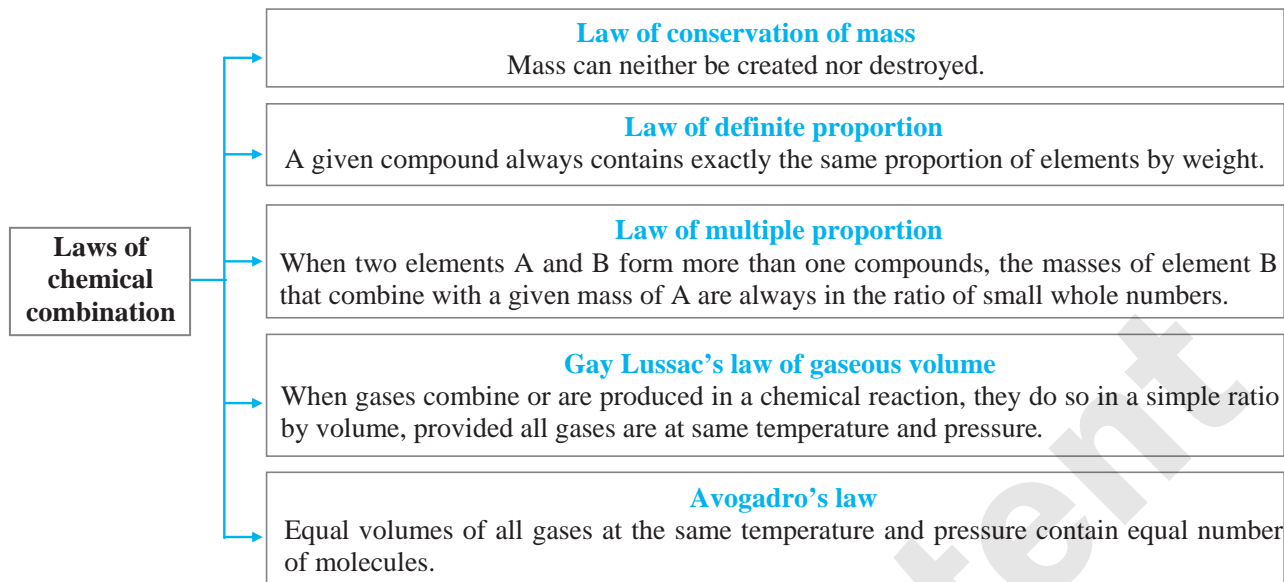 Law of conservation of mass
Mass can neither be created nor destroyed.
Law of definite proportion
A given compound always contains exactly the same proportion of elements by weight.
Laws of
chemical
combination
Law of multiple proportion
When two elements A and B form more than one compounds, the masses of element B
that combine with a given mass of A are always in the ratio of small whole numbers.
Gay Lussac’s law of gaseous volume
When gases combine or are produced in a chemical reaction, they do so in a simple ratio
by volume, provided all gases are at same temperature and pressure.
Avogadro’s law
Equal volumes of all gases at the same temperature and pressure contain equal number
of molecules.
tent